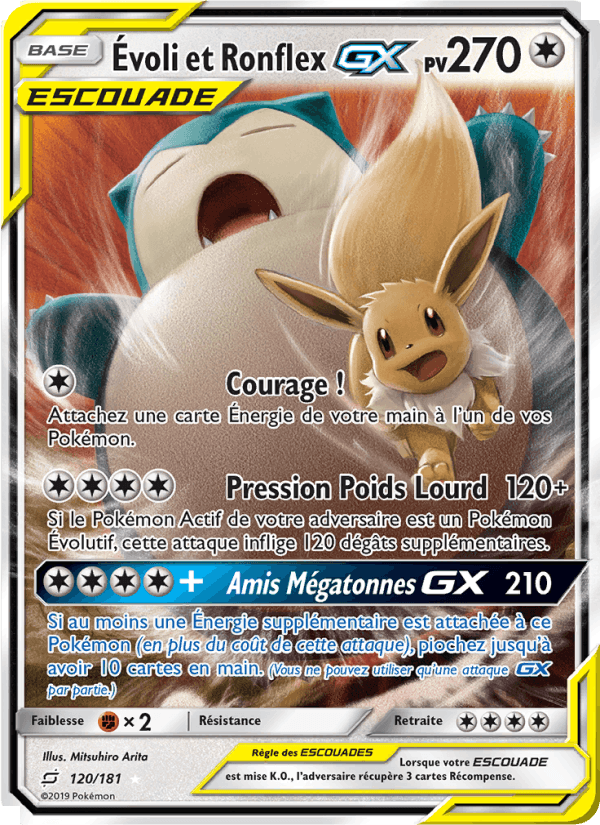 BASE Évoli et Ronflex GX PV270
ESCOUADE
Courage !
Attachez une carte Énergie de votre main à l'un de vos
Pokémon.
Pression Poids Lourd 120+
Si le Pokémon Actif de votre adversaire est un Pokémon
Évolutif, cette attaque inflige 120 dégâts supplémentaires.
+ Amis Mégatonnes GX 210
Si au moins une Énergie supplémentaire est attachée à ce
Pokémon (en plus du coût de cette attaque), piochez jusqu'à
avoir 10 cartes en main. (Vous ne pouvez utiliser qu'une attaque GX
par partie.)
Faiblesse ×2 Résistance Retraite
Illus. Mitsuhiro Arita
120/181
©2019 Pokémon
Règle des ESCOUADES
Lorsque votre ESCOUADE
est mise K.O., l'adversaire récupère 3 cartes Récompense.